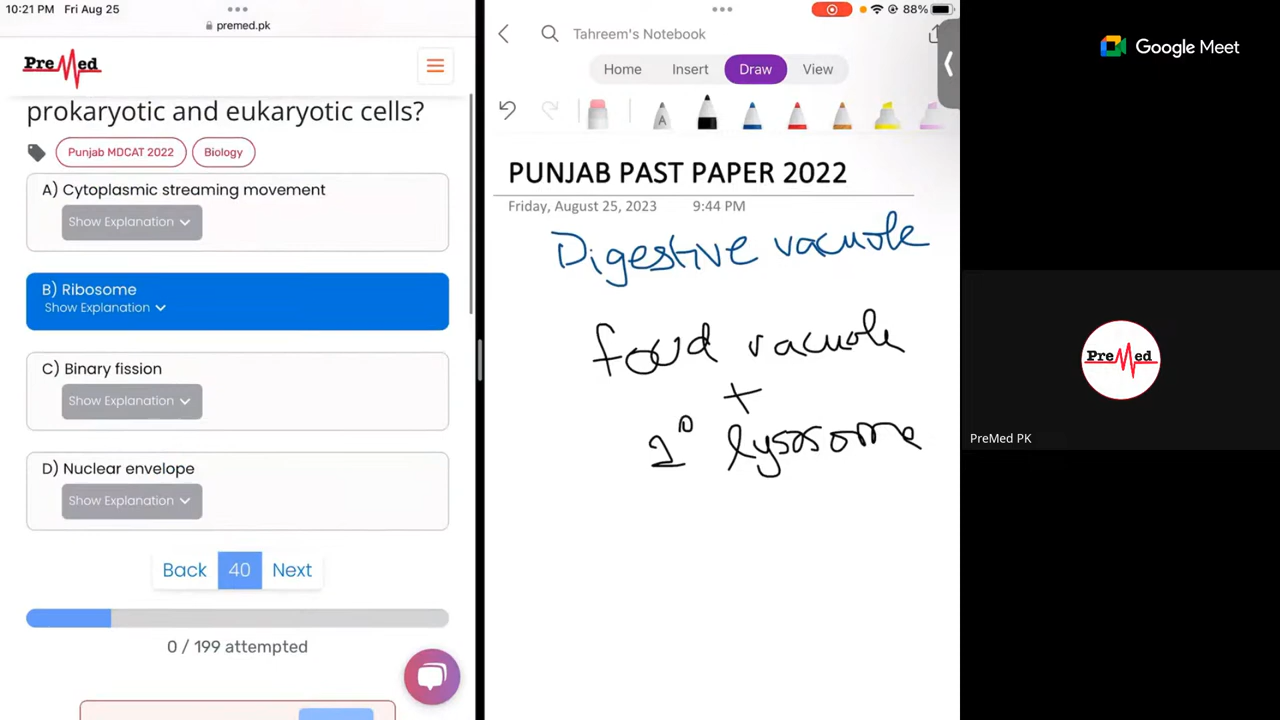 10:21 PM Fri Aug 25
premed.pk
PreMed
prokaryotic and eukaryotic cells?
Punjab MDCAT 2022
Biology
A) Cytoplasmic streaming movement
Show Explanation
B) Ribosome
Show Explanation
C) Binary fission
Show Explanation
D) Nuclear envelope
Show Explanation
Back 40 Next
0 / 199 attempted
88%
Tahreem's Notebook
Home Insert Draw View
A
PUNJAB PAST PAPER 2022
Friday, August 25, 2023 9:44 PM
Digestive vacuole
food vacuole
+
1° lysosome
Google Meet
PreMed
PreMed PK